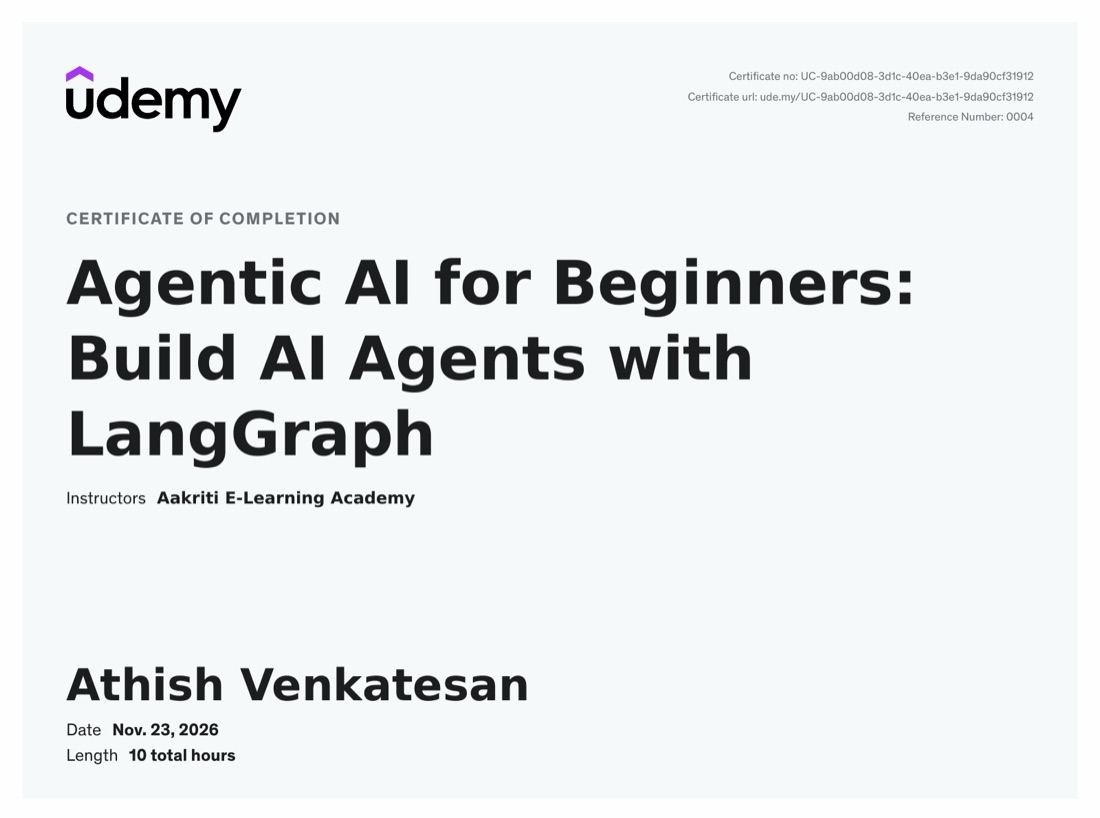 udemy
Certificate no: UC-9ab00d08-3d1c-40ea-b3e1-9da90cf31912
Certificate url: ude.my/UC-9ab00d08-3d1c-40ea-b3e1-9da90cf31912
Reference Number: 0004
CERTIFICATE OF COMPLETION
Agentic AI for Beginners:
Build AI Agents with
LangGraph
Instructors Aakriti E-Learning Academy
Athish Venkatesan
Date Nov. 23, 2026
Length 10 total hours